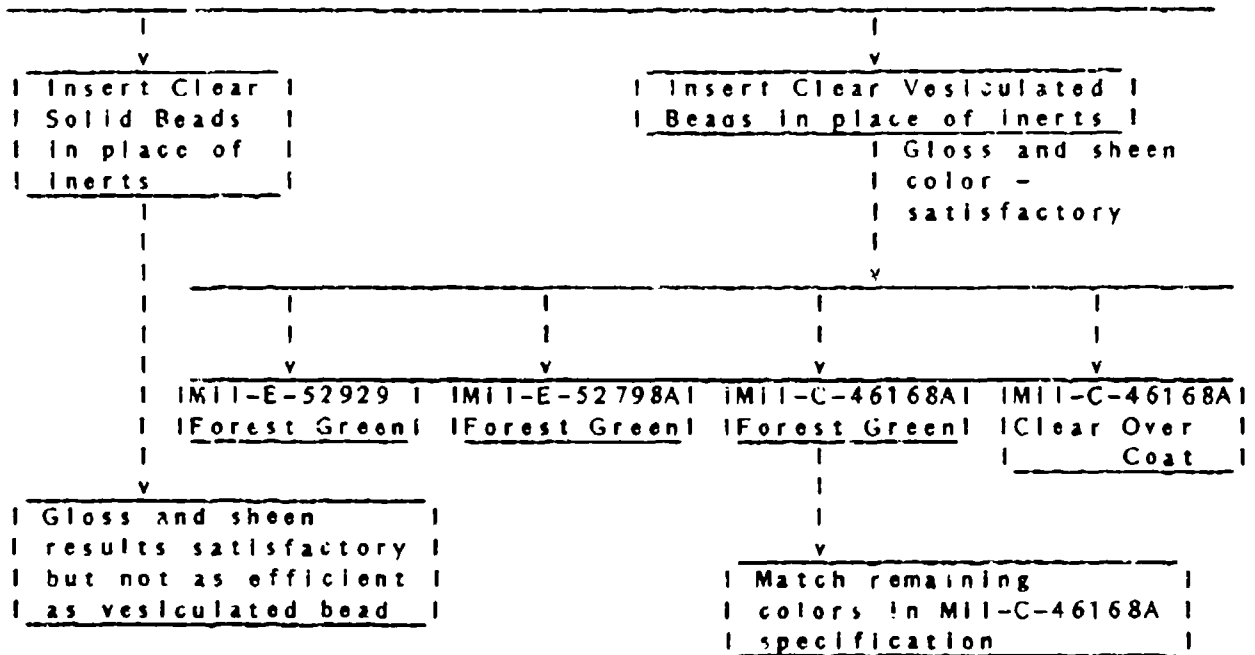 Insert Clear
Solid Beads
in place of
inerts
Insert Clear Vesiculated
Beads in place of inerts
Gloss and sheen
color -
satisfactory
Mil-E-52929
Forest Green
Mil-E-52798A
Forest Green
Mil-C-46168A
Forest Green
Mil-C-46168A
Clear Over
Coat
Gloss and sheen
results satisfactory
but not as efficient
as vesiculated bead
Match remaining
colors in Mil-C-46168A
specification